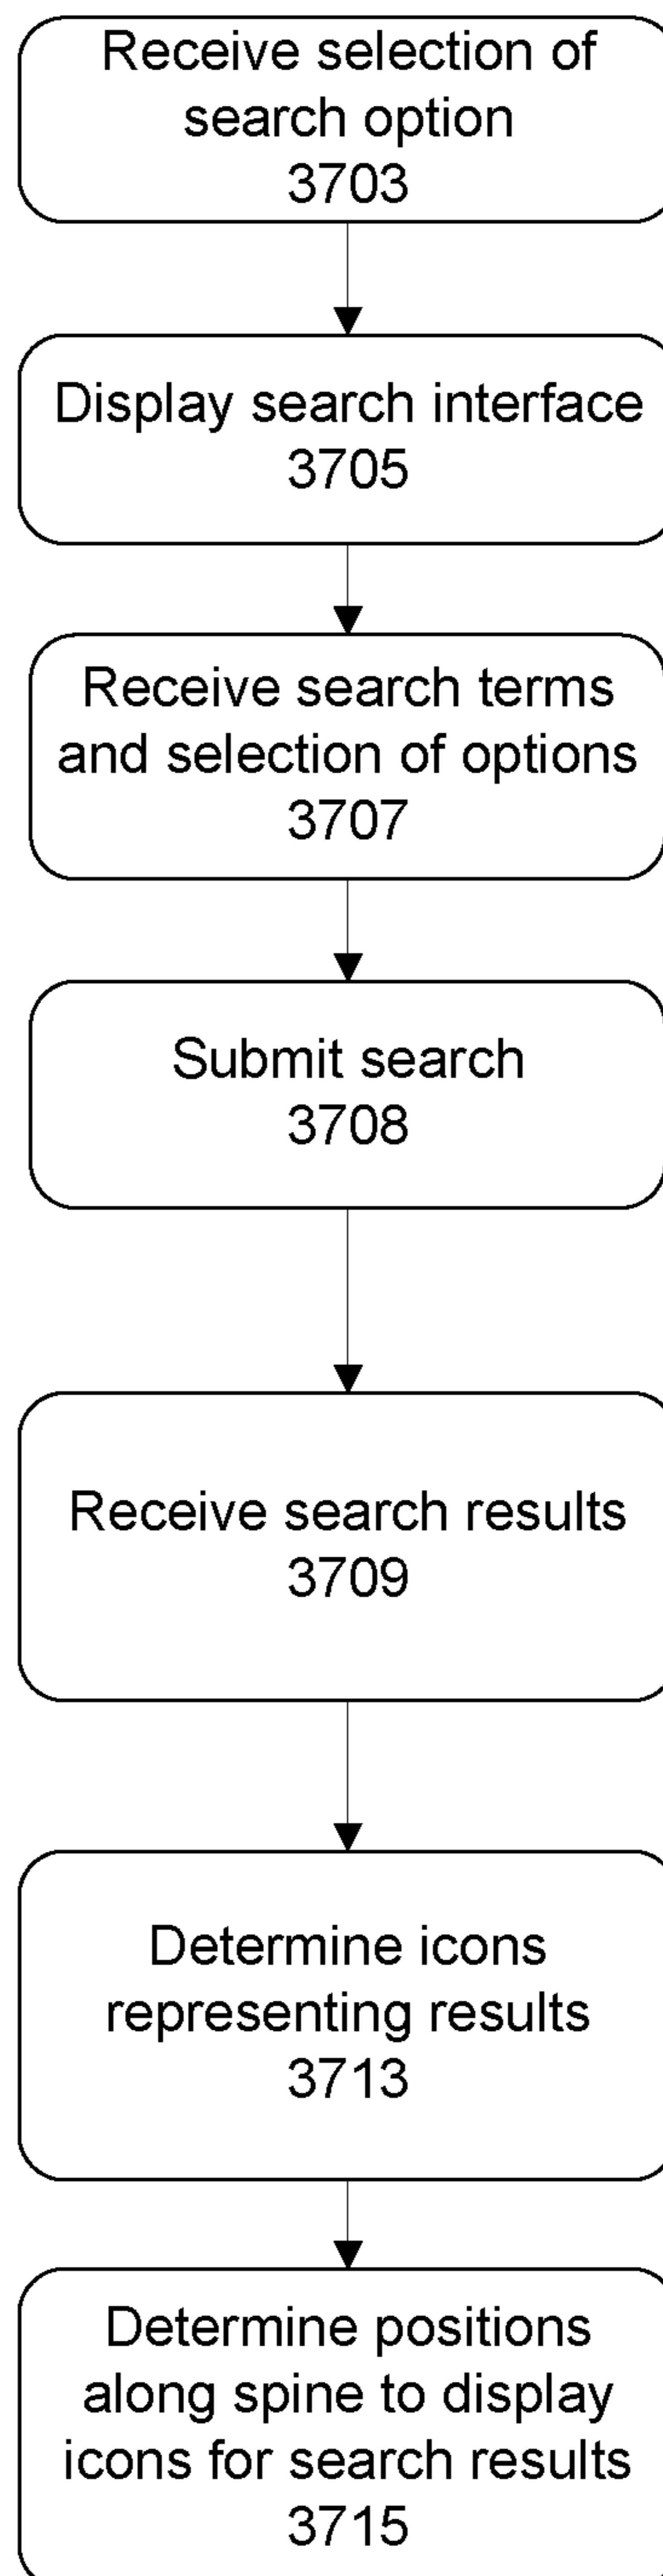 Receive selection of
search option
3703
Display search interface
3705
Receive search terms
and selection of options
3707
Submit search
3708
Receive search results
3709
Determine icons
representing results
3713
Determine positions
along spine to display
icons for search results
3715